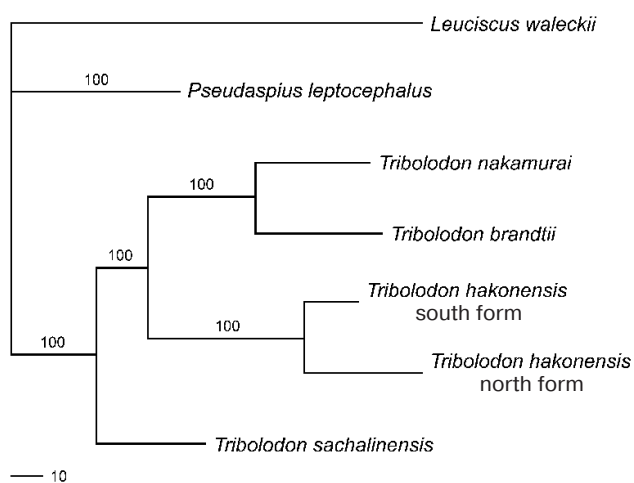 Leuciscus waleckii
100
Pseudaspius leptocephalus
100
Tribolodon nakamurai
Tribolodon brandtii
100
Tribolodon hakonensis
south form
100
100
Tribolodon hakonensis
north form
Tribolodon sachalinensis
10